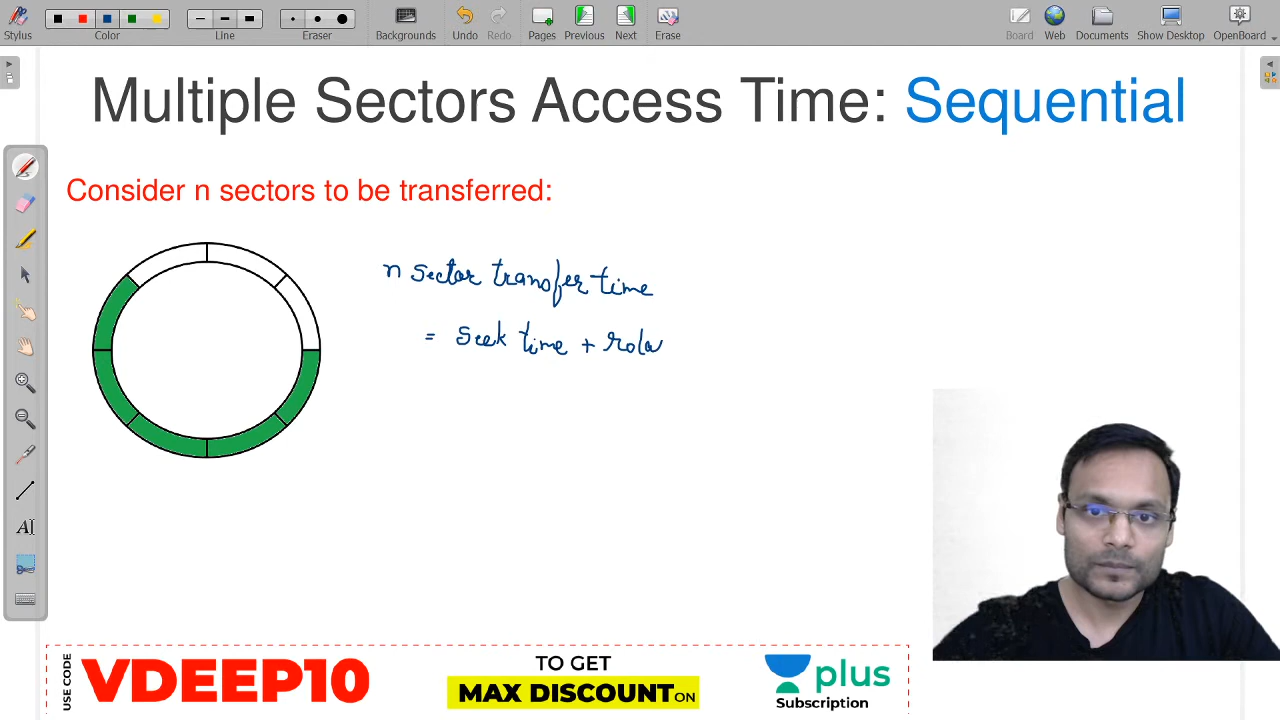 Stylus
Color
Line
Eraser
Backgrounds
Undo
Redo
Pages
Previous
Next
Erase
Board
Web
Documents
Show Desktop
OpenBoard
Multiple Sectors Access Time: Sequential
Consider n sectors to be transferred:
n sector transfer time
= seek time +
AI
USE CODE
VDEEP10
TO GET
MAX DISCOUNT ON
plus
Subscription